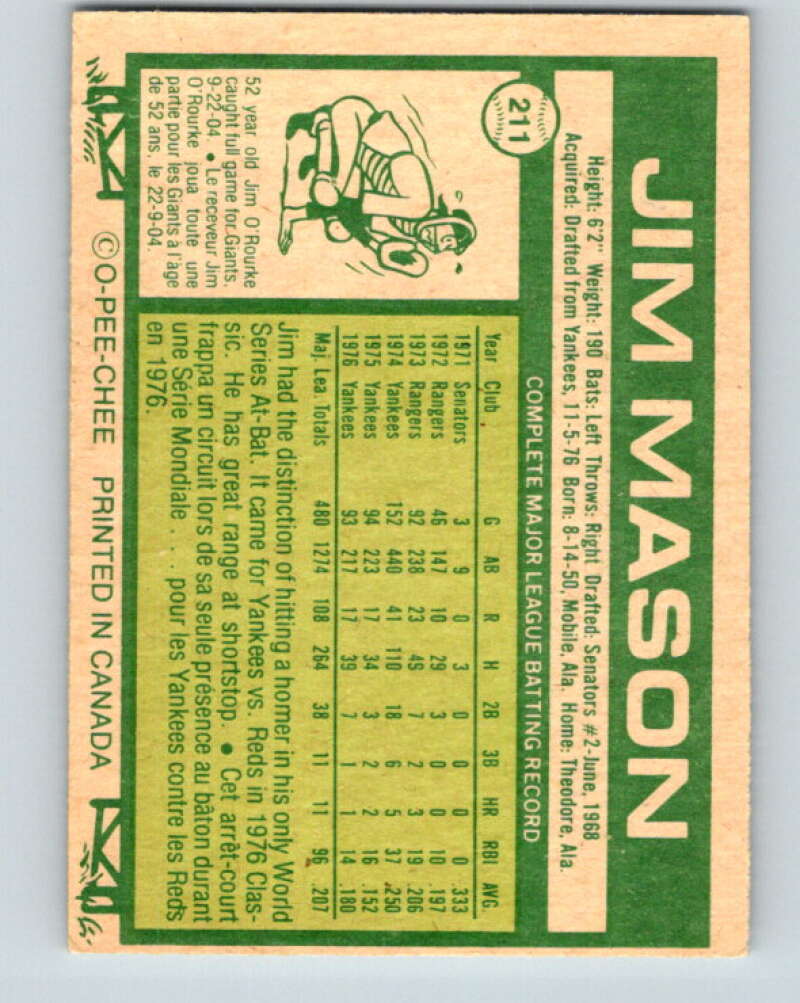 JIM MASON
Height: 6'2" Weight: 190 Bats: Left Throws: Right Drafted: Senators #2-June, 1968
Acquired: Drafted from Yankees, 11-5-76 Born: 8-14-50, Mobile, Ala. Home: Theodore, Ala.
211
COMPLETE MAJOR LEAGUE BATTING RECORD
Year Club G AB R H 2B 3B HR RBI AVG.
1971 Senators 3 9 0 3 0 0 0 0 .333
1972 Rangers 46 147 10 29 3 0 0 10 .197
1973 Rangers 92 238 23 49 7 2 3 19 .206
1974 Yankees 152 440 41 110 18 6 5 37 .250
1975 Yankees 94 223 17 34 3 2 2 16 .152
1976 Yankees 93 217 17 39 7 1 1 14 .180
Maj. Lea. Totals 480 1274 108 264 38 11 11 96 .207
Jim had the distinction of hitting a homer in his only World
Series At-Bat. It came for Yankees vs. Reds in 1976 Clas-
sic. He has great range at shortstop. • Cet arrêt-court
frappa un circuit lors de sa seule présence au bâton durant
une Série Mondiale . . . pour les Yankees contre les Reds
en 1976.
52 year old Jim O'Rourke
caught full game for Giants,
9-22-04. • Le receveur Jim
O'Rourke joua toute une
partie pour les Giants à l'âge
de 52 ans, le 22-9-04.
©O-PEE-CHEE PRINTED IN CANADA